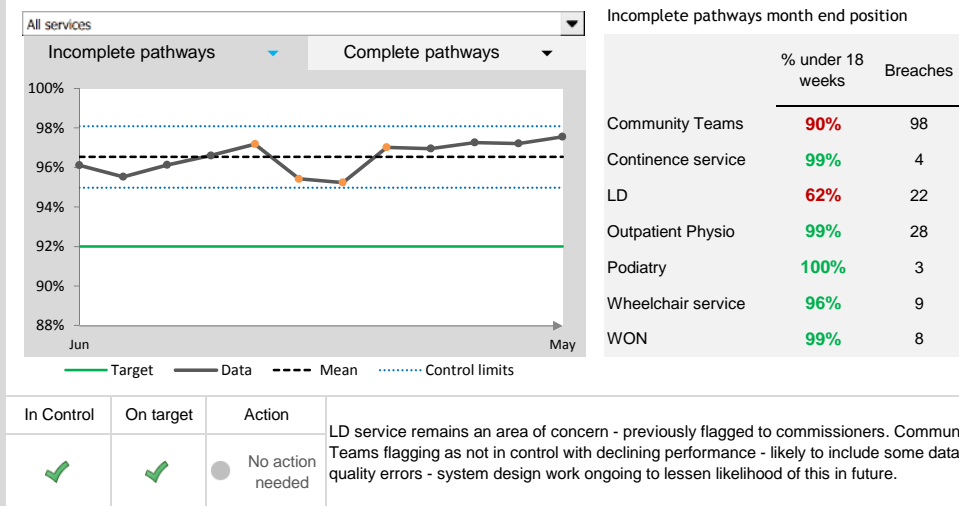 All services
Incomplete pathways
Complete pathways
100%
98%
96%
94%
92%
90%
88%
Jun
May
Target
Data
Mean
Control limits
Incomplete pathways month end position
% under 18 weeks
Breaches
Community Teams 90% 98
Continence service 99% 4
LD 62% 22
Outpatient Physio 99% 28
Podiatry 100% 3
Wheelchair service 96% 9
WON 99% 8
In Control
On target
Action
No action
needed
LD service remains an area of concern - previously flagged to commissioners. Commun
Teams flagging as not in control with declining performance - likely to include some data
quality errors - system design work ongoing to lessen likelihood of this in future.